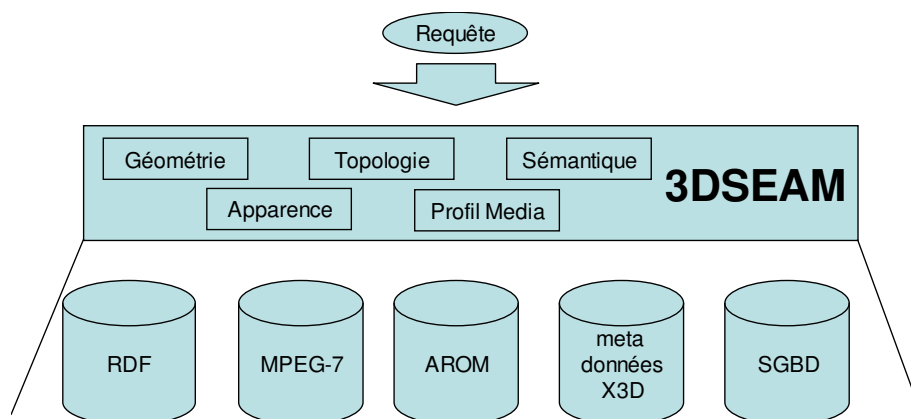 Requête
Géométrie
Topologie
Sémantique
3DSEAM
Apparence
Profil Media
RDF
MPEG-7
AROM
meta
données
X3D
SGBD